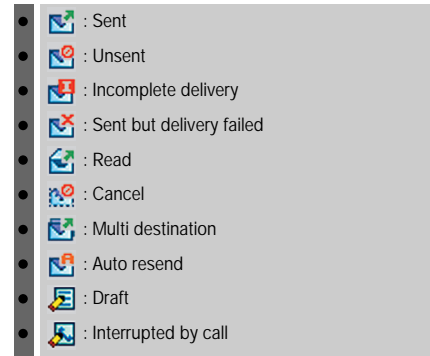 : Sent
: Unsent
: Incomplete delivery
: Sent but delivery failed
: Read
: Cancel
: Multi destination
: Auto resend
: Draft
: Interrupted by call